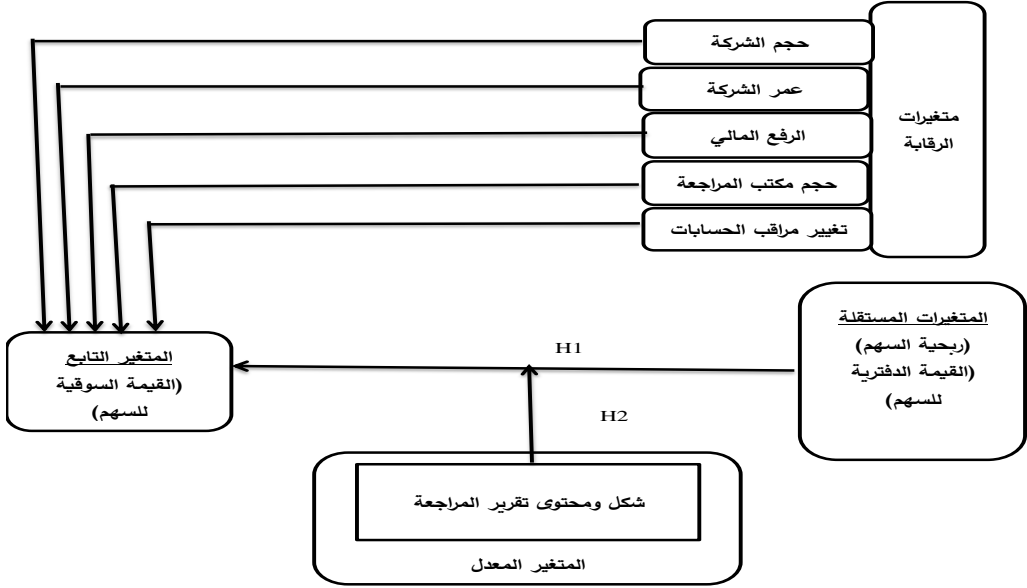 حجم الشركة
عمر الشركة
الرفع المالي
حجم مكتب المراجعة
تغيير مراقب الحسابات
متغيرات
الرقابة
المتغيرات المستقلة
(ربحية السهم)
(القيمة الدفترية
للسهم)
H1
H2
المتغير التابع
(القيمة السوقية
للسهم)
شكل ومحتوى تقرير المراجعة
المتغير المعدل